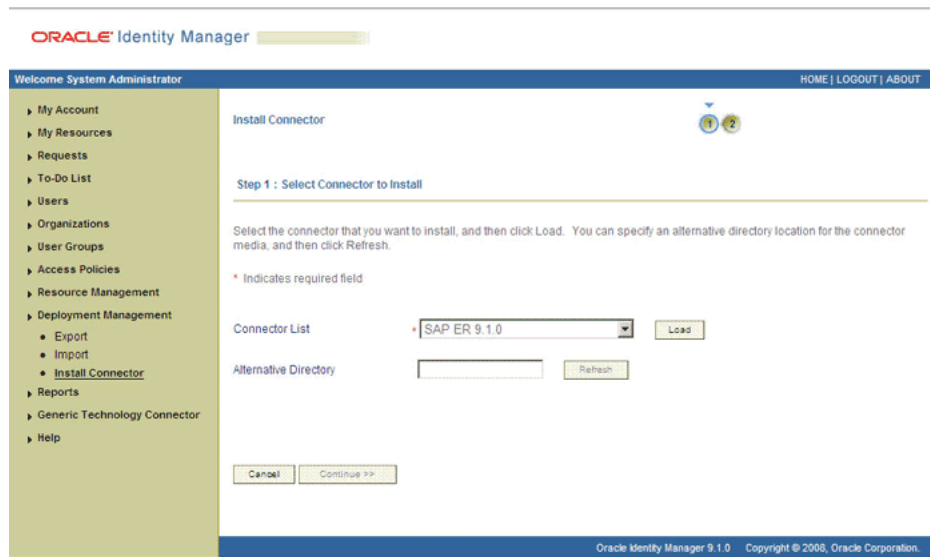 ORACLE Identity Manager
Welcome System Administrator
HOME | LOGOUT | ABOUT
My Account
My Resources
Requests
To-Do List
Users
Organizations
User Groups
Access Policies
Resource Management
Deployment Management
Export
Import
Install Connector
Reports
Generic Technology Connector
Help
Install Connector
1 2
Step 1 : Select Connector to Install
Select the connector that you want to install, and then click Load. You can specify an alternative directory location for the connector
media, and then click Refresh.
* Indicates required field
Connector List * SAP ER 9.1.0 Load
Alternative Directory Refresh
Cancel Continue >>
Oracle Identity Manager 9.1.0 Copyright © 2008, Oracle Corporation.